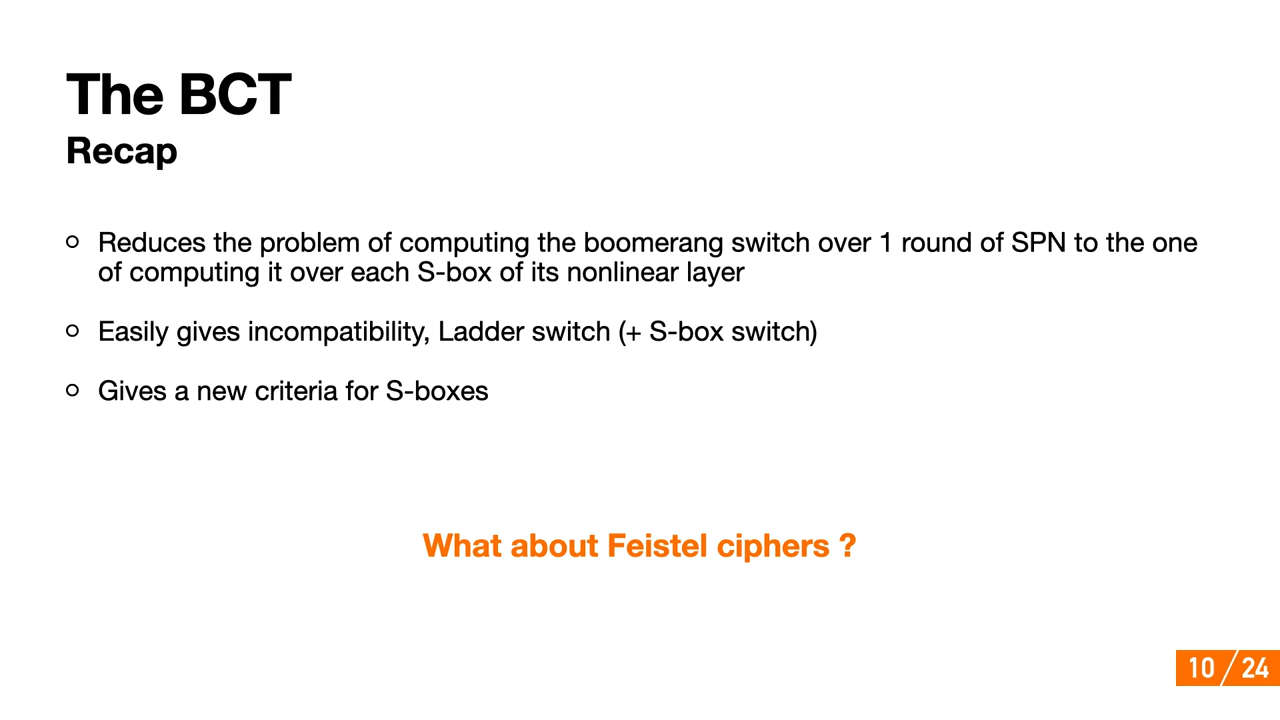 The BCT
Recap
Reduces the problem of computing the boomerang switch over 1 round of SPN to the one
of computing it over each S-box of its nonlinear layer
Easily gives incompatibility, Ladder switch (+ S-box switch)
Gives a new criteria for S-boxes
What about Feistel ciphers ?
10 / 24